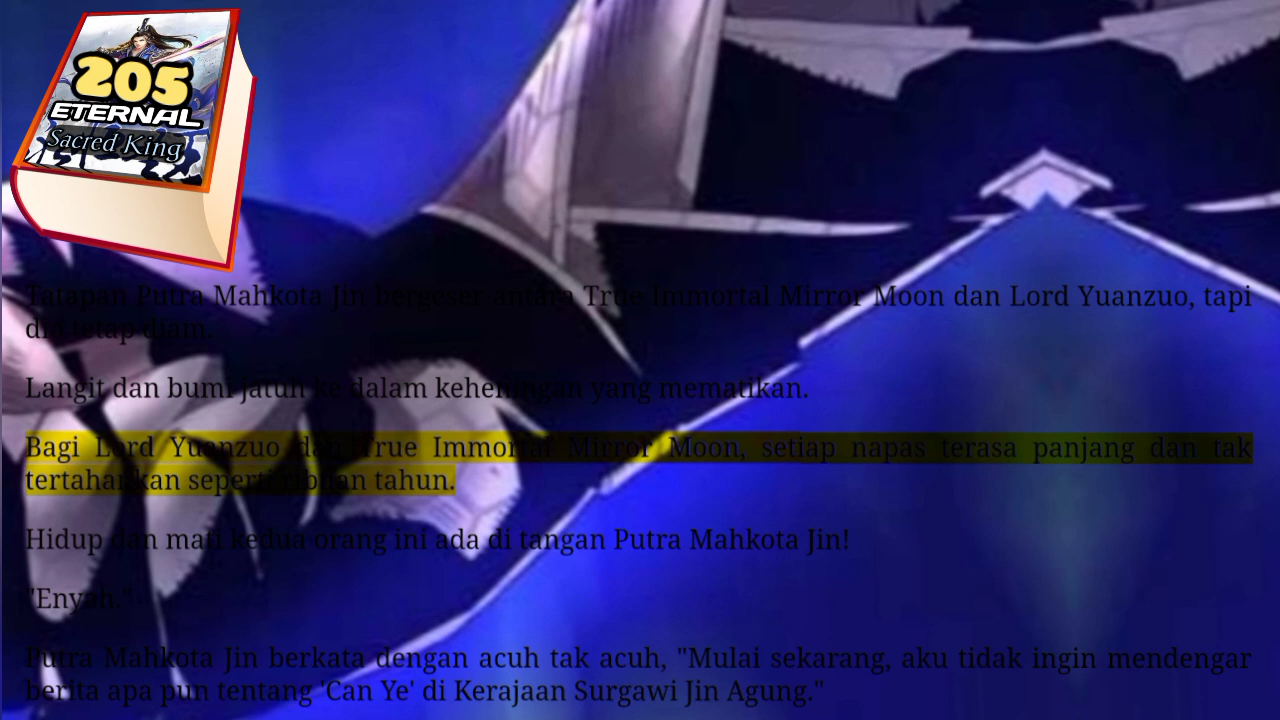 205
ETERNAL
Sacred King
Tatapan Putra Mahkota Jin bergeser antara True Immortal Mirror Moon dan Lord Yuanzuo, tapi
dia tetap diam.
Langit dan bumi jatuh ke dalam keheningan yang mematikan.
Bagi Lord Yuanzuo dan True Immortal Mirror Moon, setiap napas terasa panjang dan tak
tertahankan seperti ribuan tahun.
Hidup dan mati kedua orang ini ada di tangan Putra Mahkota Jin!
"Enyah."
Putra Mahkota Jin berkata dengan acuh tak acuh, "Mulai sekarang, aku tidak ingin mendengar
berita apa pun tentang 'Can Ye' di Kerajaan Surgawi Jin Agung."